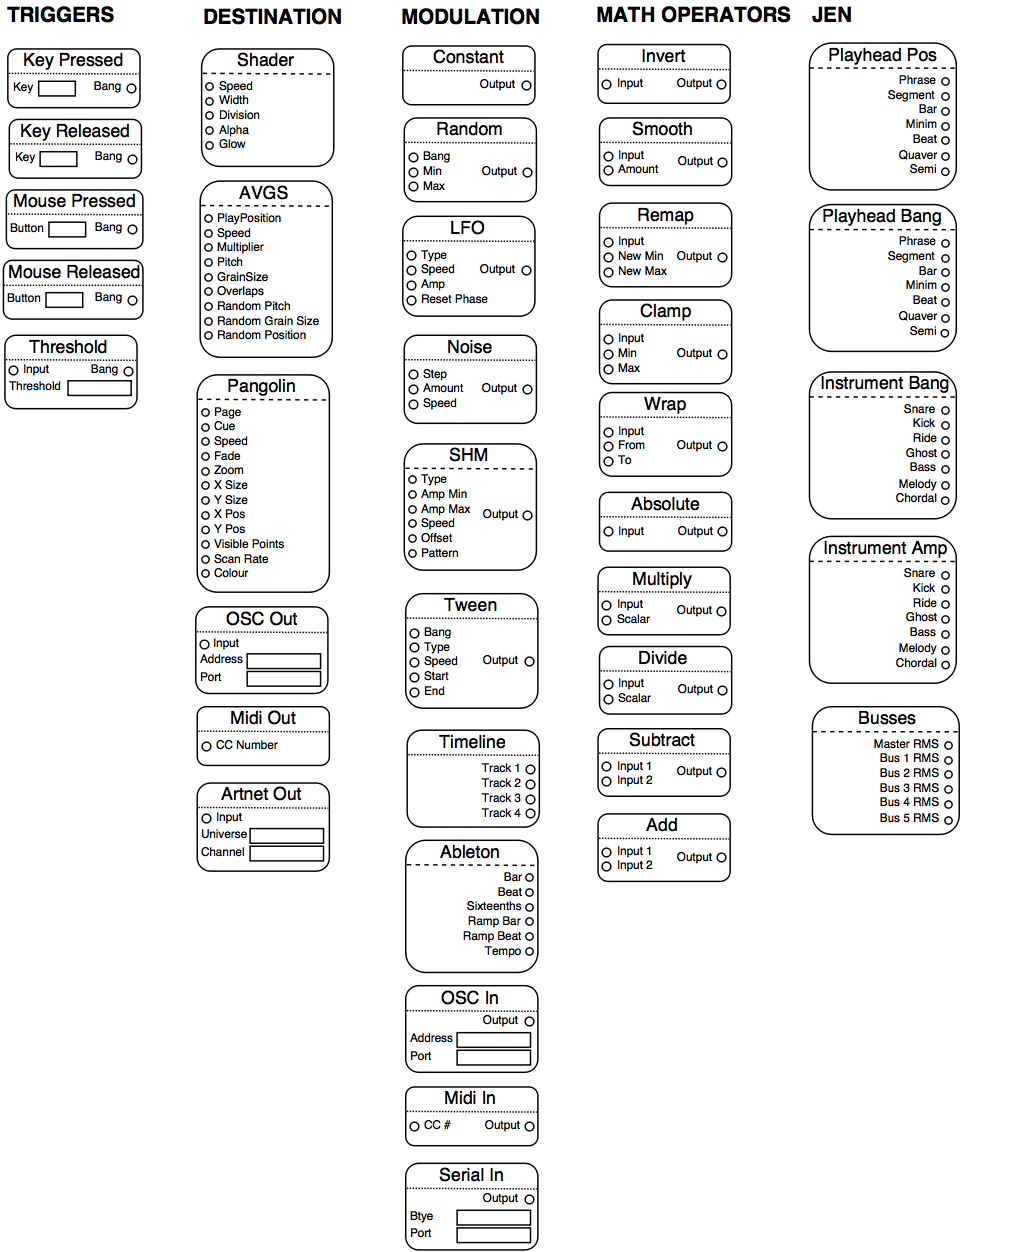 TRIGGERS
Key Pressed
Key Bang
Key Released
Key Bang
Mouse Pressed
Button Bang
Mouse Released
Button Bang
Threshold
Input Bang
Threshold
DESTINATION
Shader
Speed
Width
Division
Alpha
Glow
AVGS
PlayPosition
Speed
Multiplier
Pitch
GrainSize
Overlaps
Random Pitch
Random Grain Size
Random Position
Pangolin
Page
Cue
Speed
Fade
Zoom
X Size
Y Size
X Pos
Y Pos
Visible Points
Scan Rate
Colour
OSC Out
Input
Address
Port
Midi Out
CC Number
Artnet Out
Input
Universe
Channel
MODULATION
Constant
Output
Random
Bang
Min Output
Max
LFO
Type
Speed Output
Amp
Reset Phase
Noise
Step
Amount Output
Speed
SHM
Type
Amp Min
Amp Max Output
Speed
Offset
Pattern
Tween
Bang
Type
Speed Output
Start
End
Timeline
Track 1
Track 2
Track 3
Track 4
Ableton
Bar
Beat
Sixteenths
Ramp Bar
Ramp Beat
Tempo
OSC In
Output
Address
Port
Midi In
CC # Output
Serial In
Output
Btye
Port
MATH OPERATORS
Invert
Input Output
Smooth
Input Output
Amount
Remap
Input
New Min Output
New Max
Clamp
Input
Min Output
Max
Wrap
Input
From Output
To
Absolute
Input Output
Multiply
Input Output
Scalar
Divide
Input Output
Scalar
Subtract
Input 1 Output
Input 2
Add
Input 1 Output
Input 2
JEN
Playhead Pos
Phrase
Segment
Bar
Minim
Beat
Quaver
Semi
Playhead Bang
Phrase
Segment
Bar
Minim
Beat
Quaver
Semi
Instrument Bang
Snare
Kick
Ride
Ghost
Bass
Melody
Chordal
Instrument Amp
Snare
Kick
Ride
Ghost
Bass
Melody
Chordal
Busses
Master RMS
Bus 1 RMS
Bus 2 RMS
Bus 3 RMS
Bus 4 RMS
Bus 5 RMS